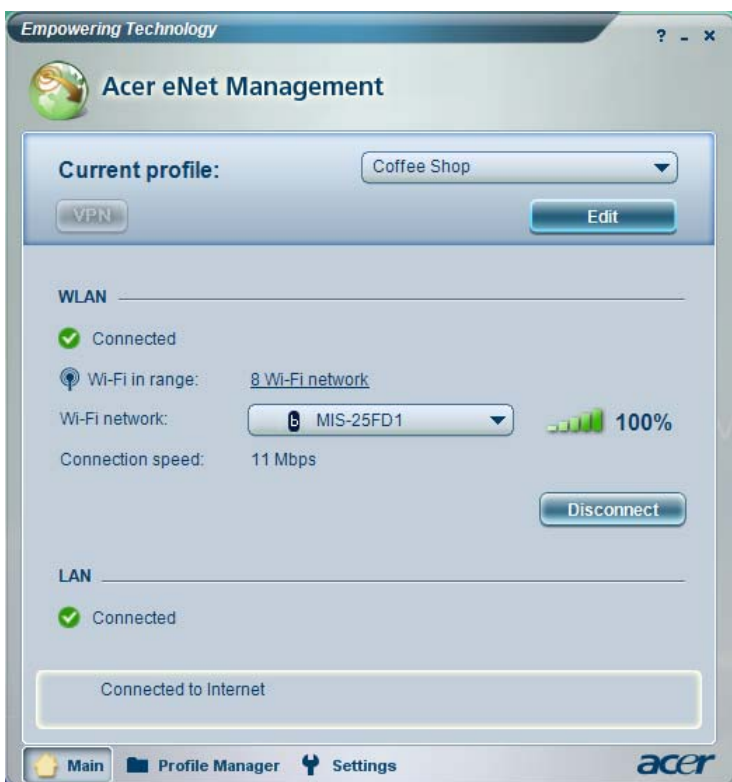 Empowering Technology
? - x
Acer eNet Management
Current profile:
Coffee Shop
VPN
Edit
WLAN
Connected
Wi-Fi in range:
8 Wi-Fi network
Wi-Fi network:
b MIS-25FD1
100%
Connection speed:
11 Mbps
Disconnect
LAN
Connected
Connected to Internet
Main
Profile Manager
Settings
acer